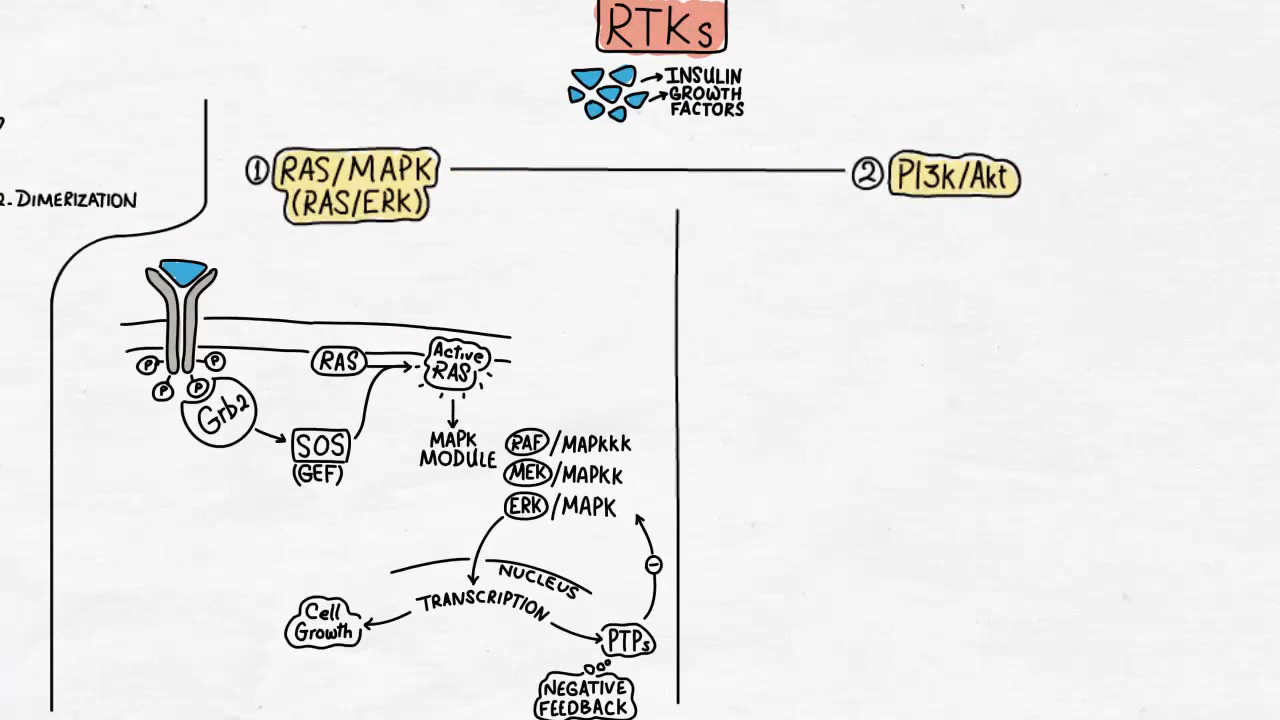 RTKs
INSULIN
GROWTH
FACTORS
1 RAS/MAPK
(RAS/ERK)
2 PI3K/Akt
2. DIMERIZATION
P
P
P
P
Grb2
SOS
(GEF)
RAS
Active
RAS
MAPK
MODULE
RAF/MAPKKK
MEK/MAPKK
ERK/MAPK
NUCLEUS
TRANSCRIPTION
Cell
Growth
PTPs
NEGATIVE
FEEDBACK